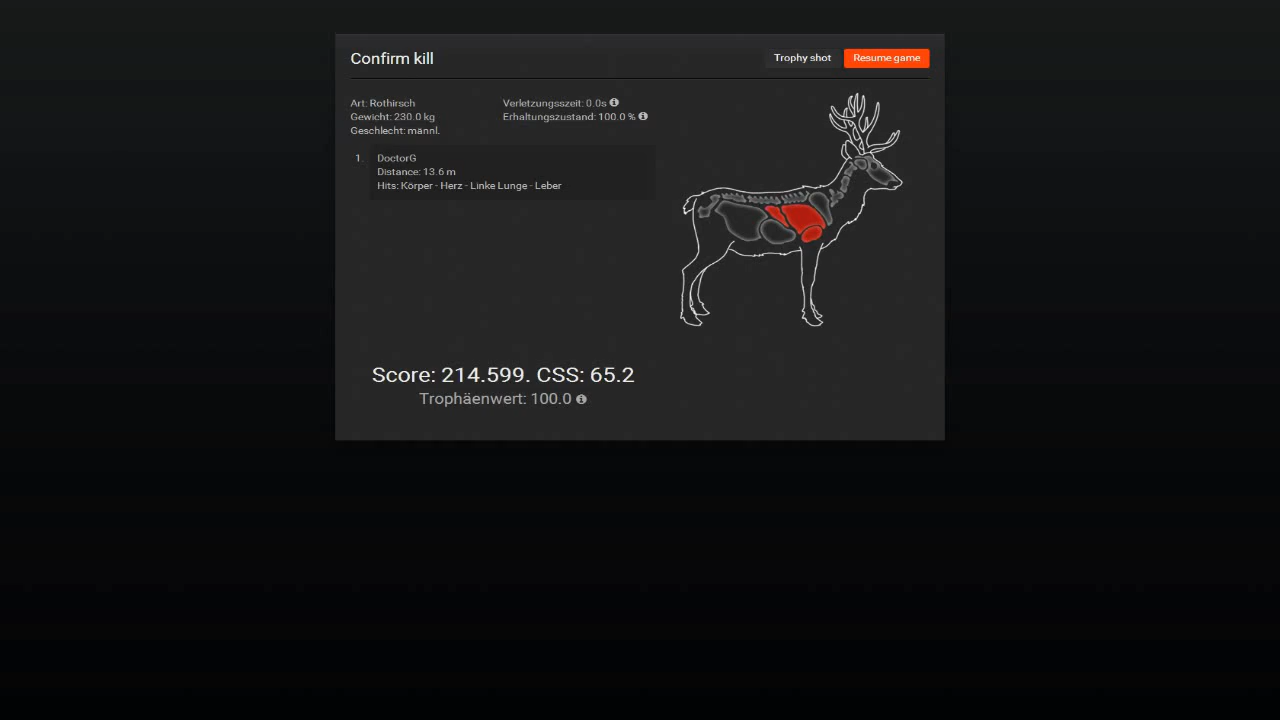 Confirm kill
Trophy shot
Resume game
Art: Rothirsch
Gewicht: 230.0 kg
Geschlecht: männl.
Verletzungsszeit: 0.0s
Erhaltungszustand: 100.0 %
1.
DoctorG
Distance: 13.6 m
Hits: Körper - Herz - Linke Lunge - Leber
Score: 214.599. CSS: 65.2
Trophäenwert: 100.0